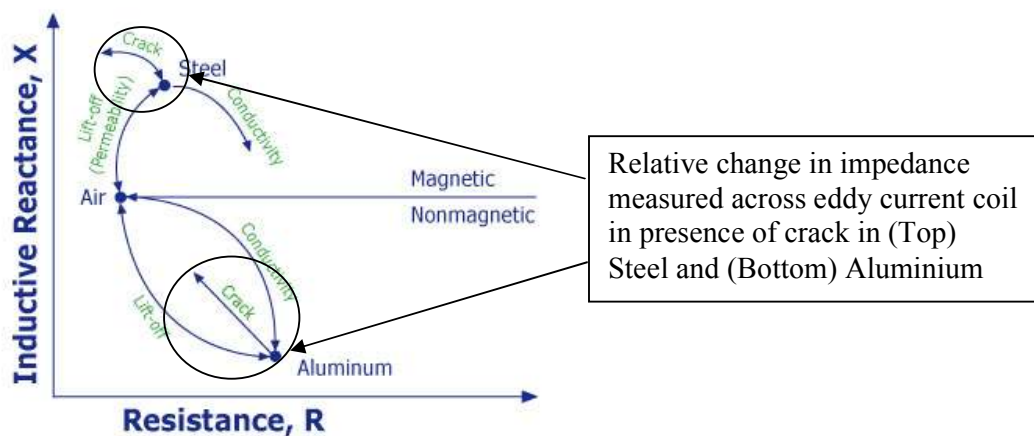 Inductive Reactance, X
Crack
Steel
Lift-off
(Permeability)
Conductivity
Air
Magnetic
Nonmagnetic
Conductivity
Crack
Lift-off
Aluminum
Resistance, R
Relative change in impedance
measured across eddy current coil
in presence of crack in (Top)
Steel and (Bottom) Aluminium